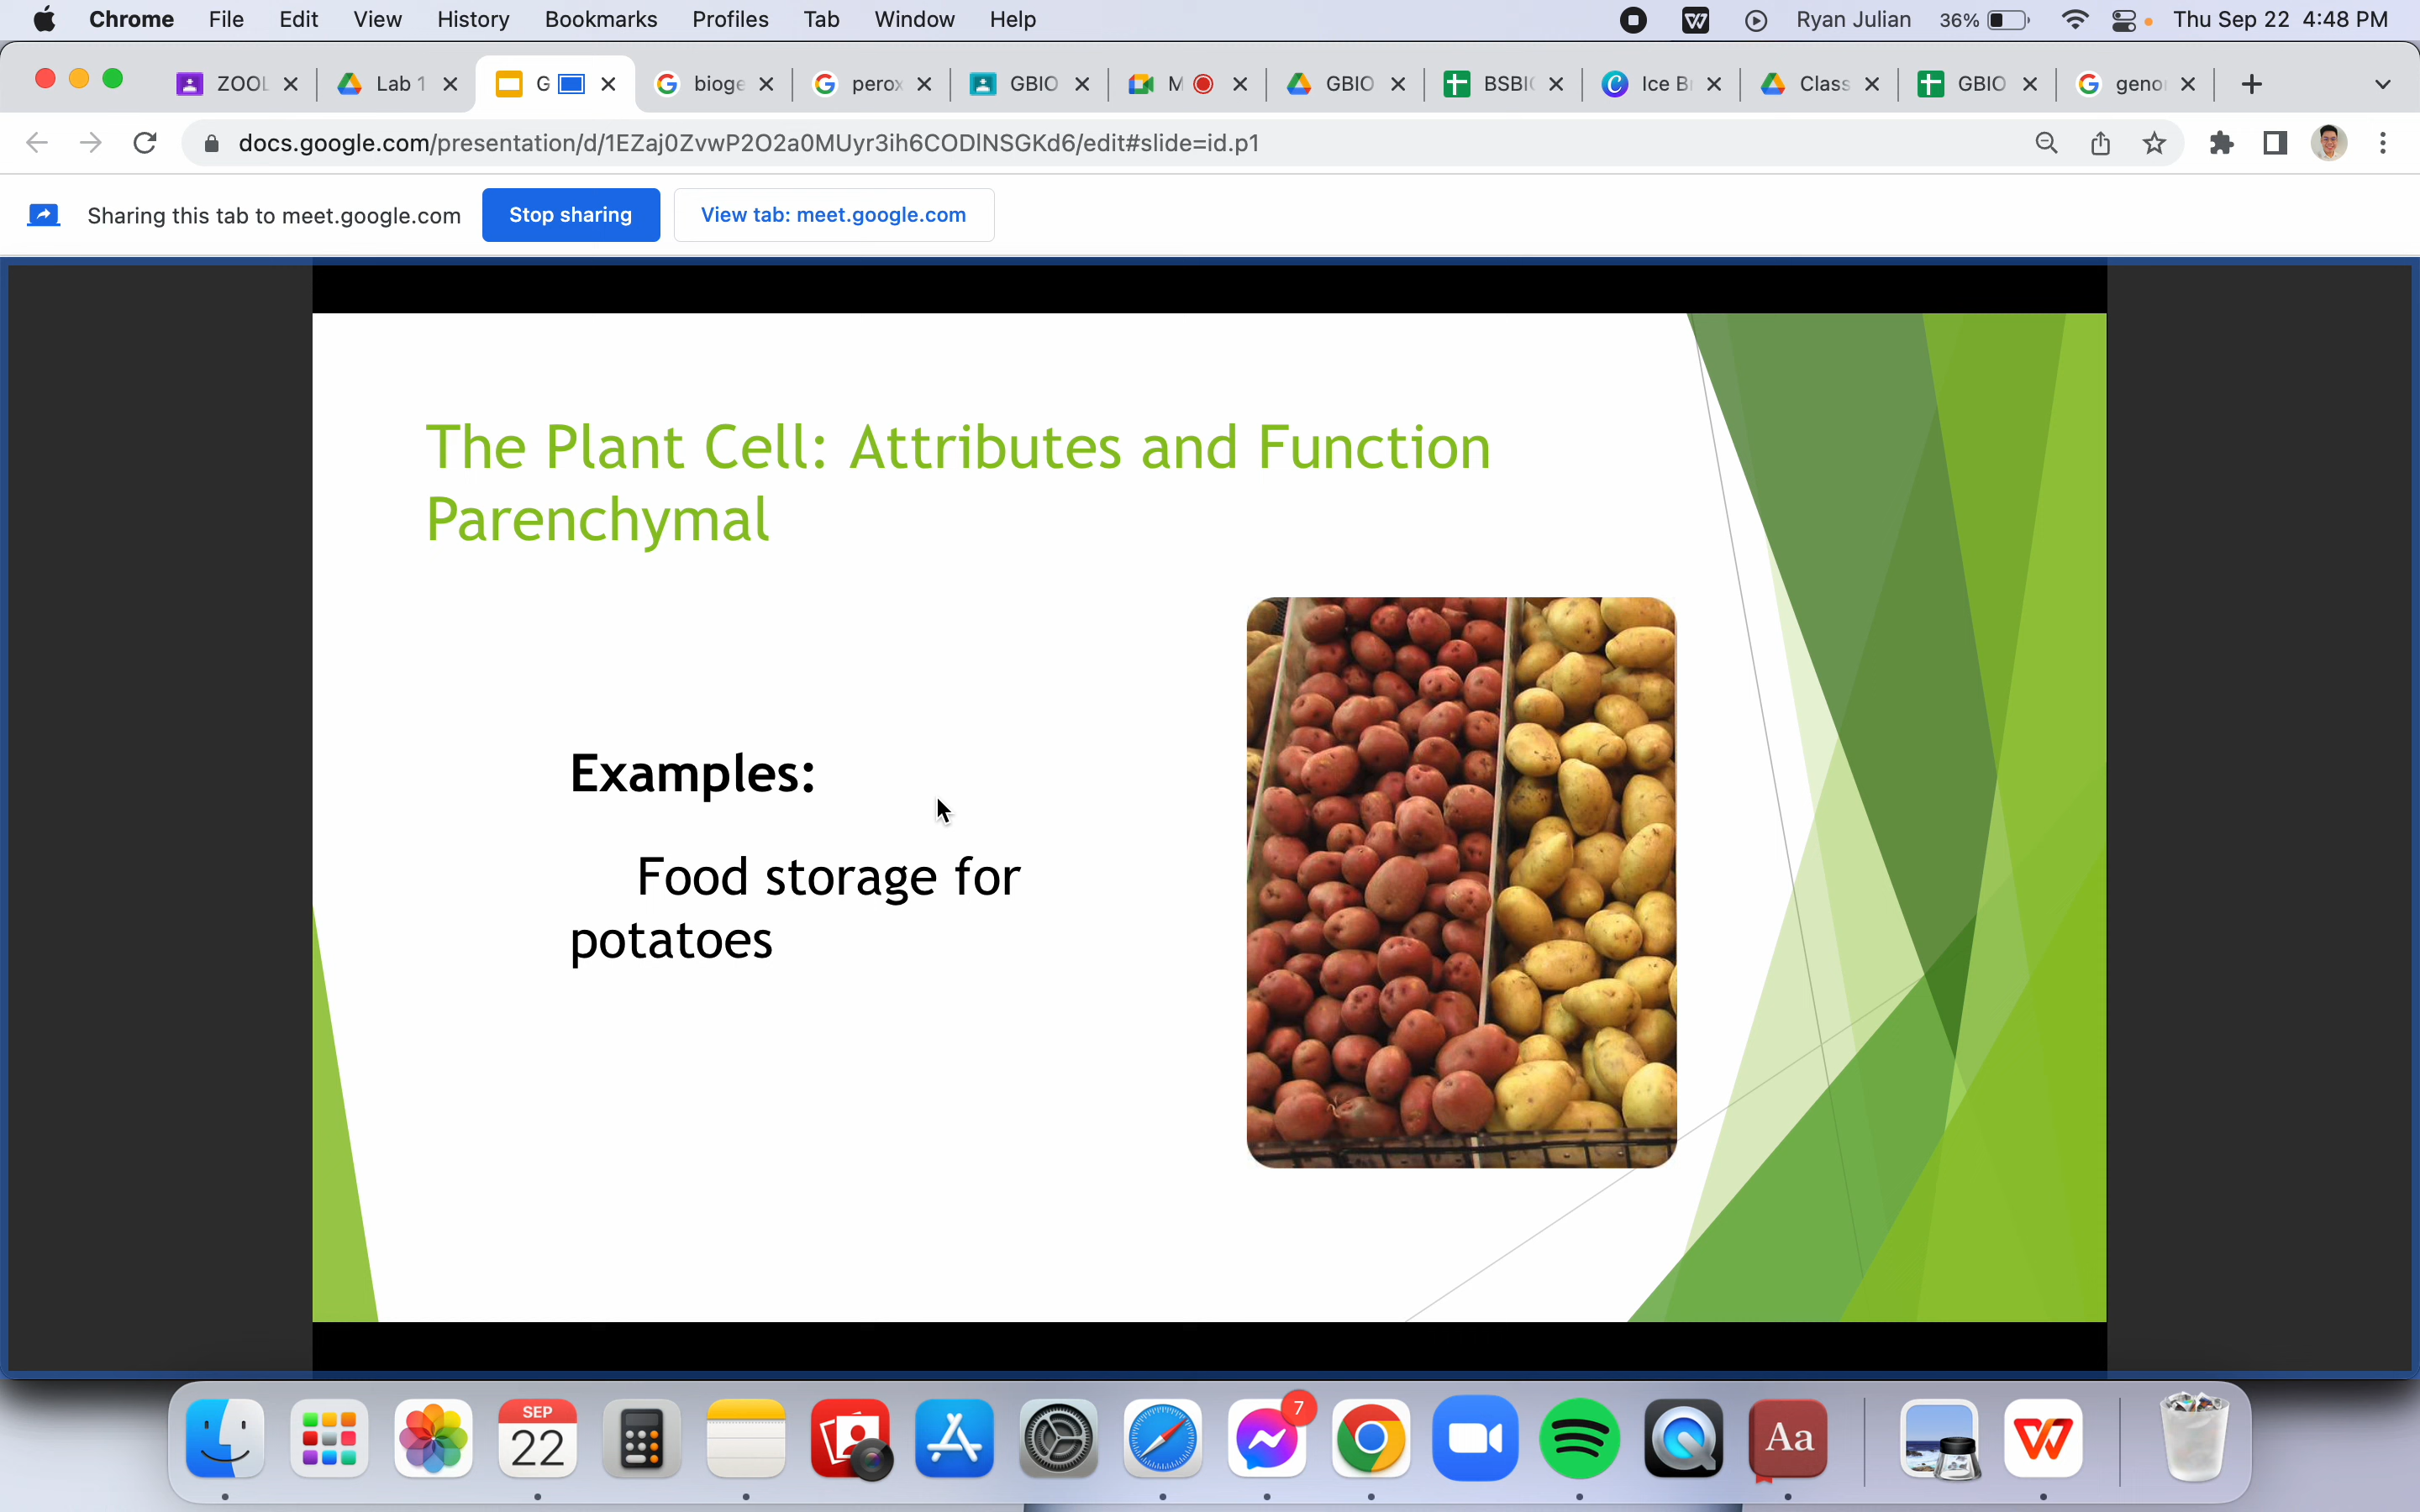 Chrome File Edit View History Bookmarks Profiles Tab Window Help Ryan Julian 36% Thu Sep 22 4:48 PM
ZOOL Lab 1 G bioge perox GBIO M GBIO BSBI Ice B Class GBIO geno
docs.google.com/presentation/d/1EZaj0ZvwP2O2a0MUyr3ih6CODlNSGKd6/edit#slide=id.p1
Sharing this tab to meet.google.com Stop sharing View tab: meet.google.com
The Plant Cell: Attributes and Function
Parenchymal
Examples:
Food storage for
potatoes
SEP
22
7
Aa